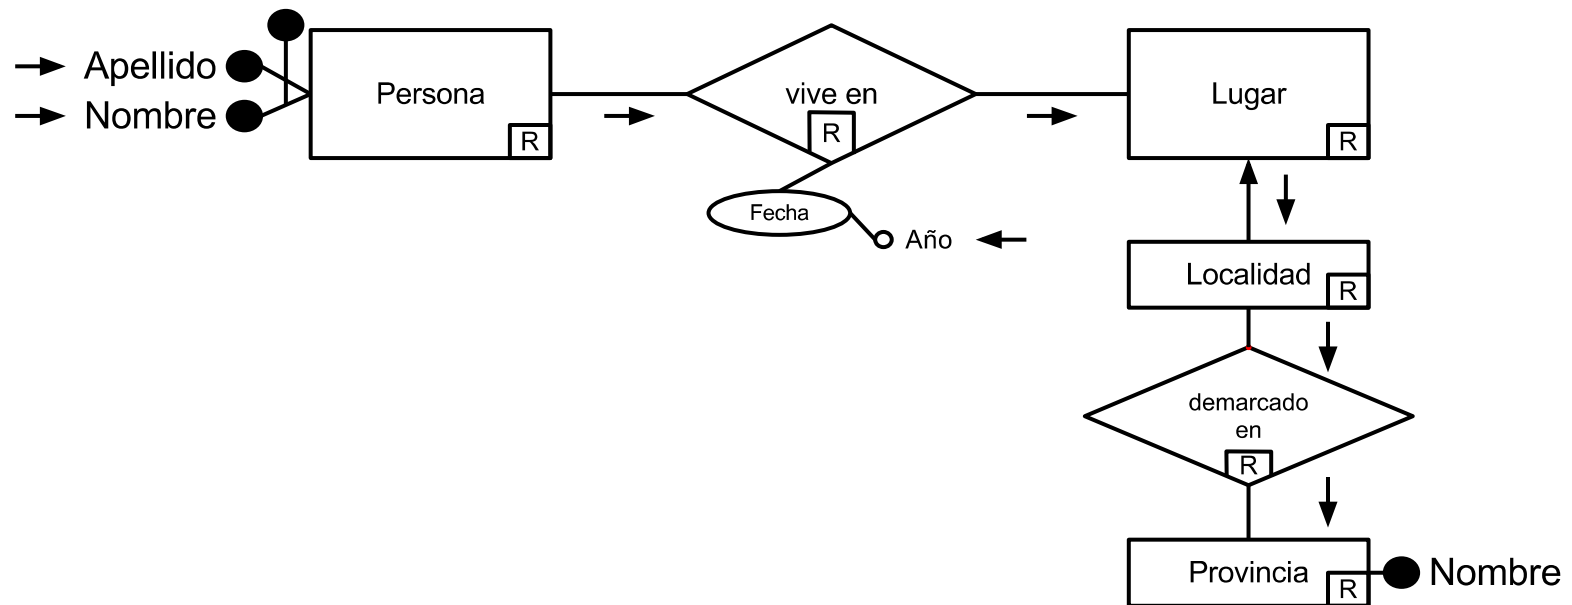 Apellido
Nombre
Persona
R
vive en
R
Fecha
Año
Lugar
R
Localidad
R
demarcado
en
R
Provincia
R
Nombre